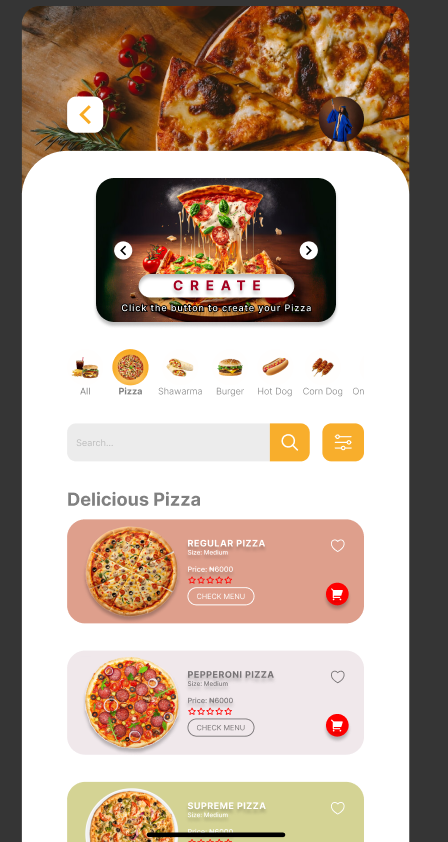 CREATE
Click the button to create your Pizza
All
Pizza
Shawarma
Burger
Hot Dog
Corn Dog
On
Search...
Delicious Pizza
REGULAR PIZZA
Size: Medium
Price: ₦6000
CHECK MENU
PEPPERONI PIZZA
Size: Medium
Price: ₦6000
CHECK MENU
SUPREME PIZZA
Size: Medium
Price: ₦6000